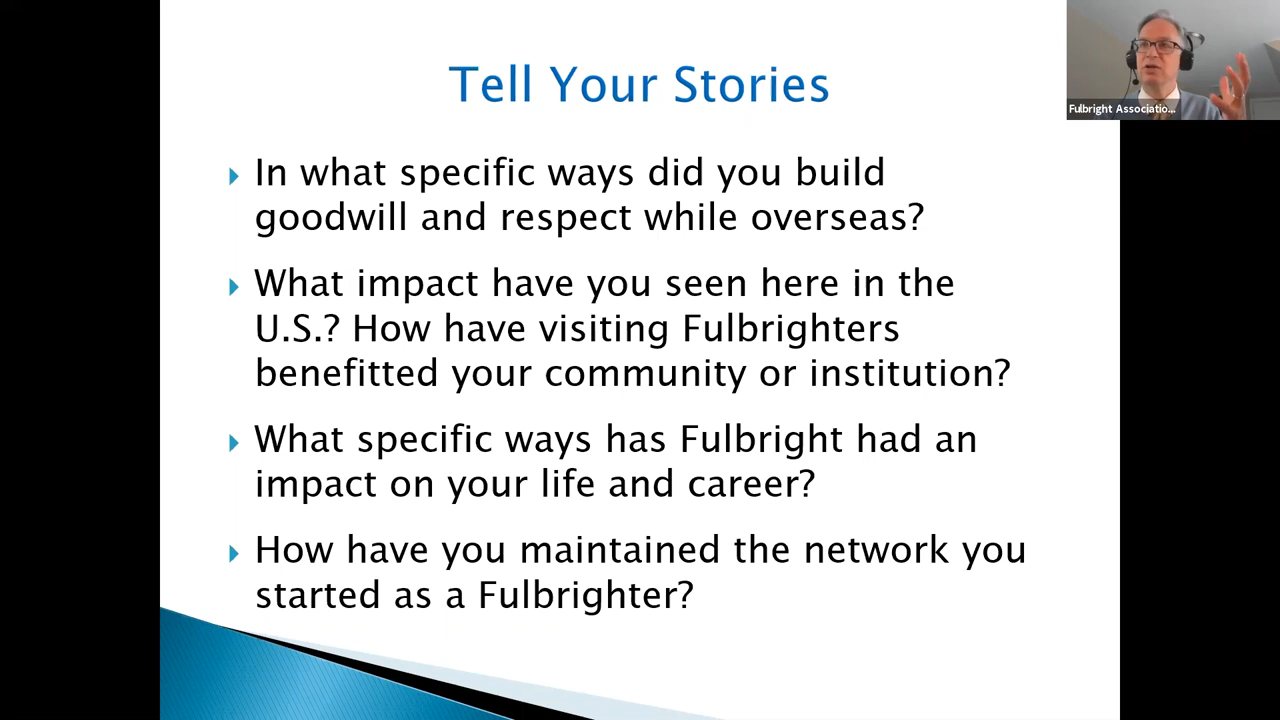 Tell Your Stories
Fulbright Associatio...
In what specific ways did you build
goodwill and respect while overseas?
What impact have you seen here in the
U.S.? How have visiting Fulbrighters
benefitted your community or institution?
What specific ways has Fulbright had an
impact on your life and career?
How have you maintained the network you
started as a Fulbrighter?